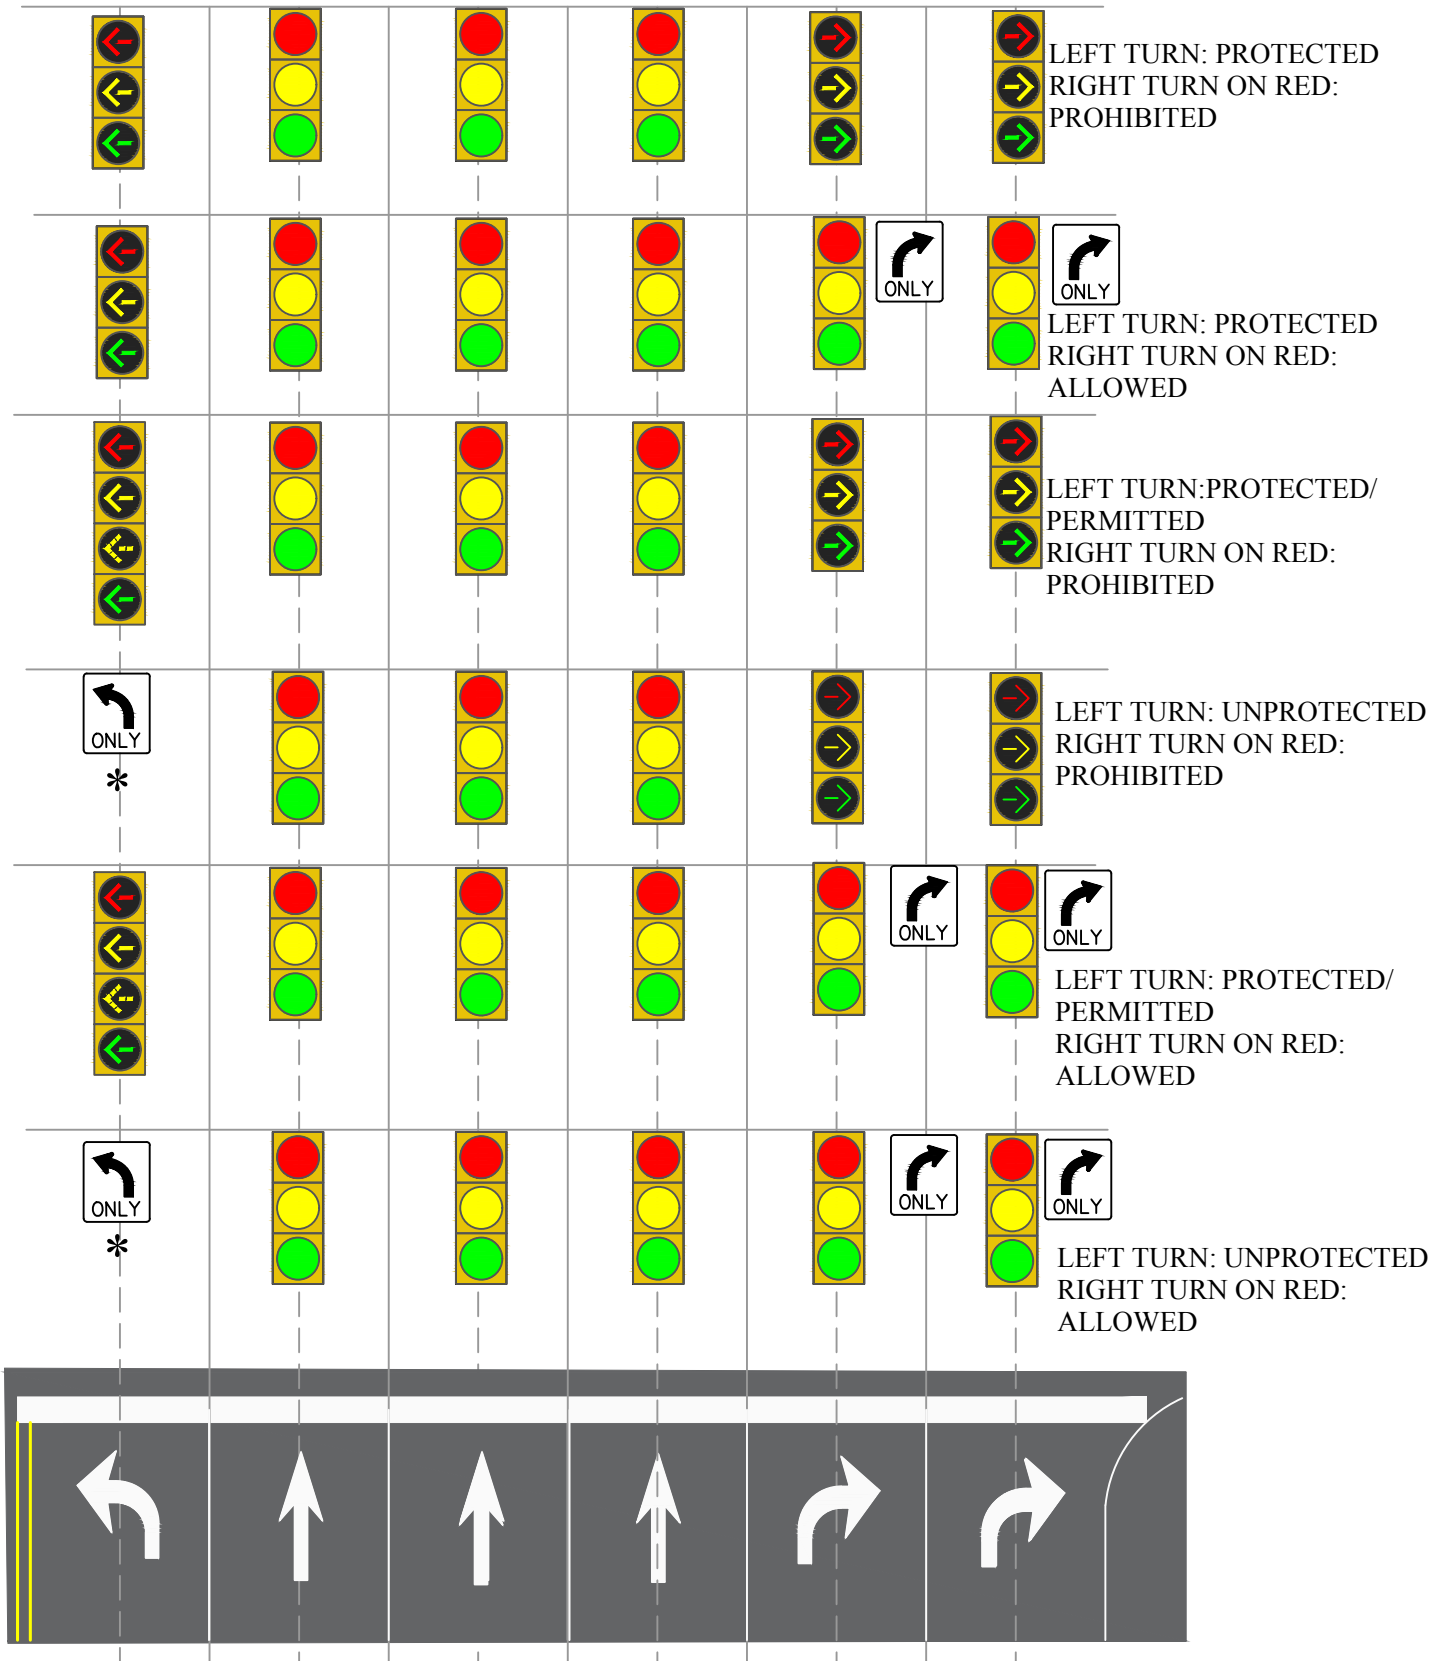 LEFT TURN: PROTECTED
RIGHT TURN ON RED:
PROHIBITED
ONLY
ONLY
LEFT TURN: PROTECTED
RIGHT TURN ON RED:
ALLOWED
LEFT TURN:PROTECTED/
PERMITTED
RIGHT TURN ON RED:
PROHIBITED
ONLY
*
LEFT TURN: UNPROTECTED
RIGHT TURN ON RED:
PROHIBITED
ONLY
ONLY
LEFT TURN: PROTECTED/
PERMITTED
RIGHT TURN ON RED:
ALLOWED
ONLY
*
ONLY
ONLY
LEFT TURN: UNPROTECTED
RIGHT TURN ON RED:
ALLOWED